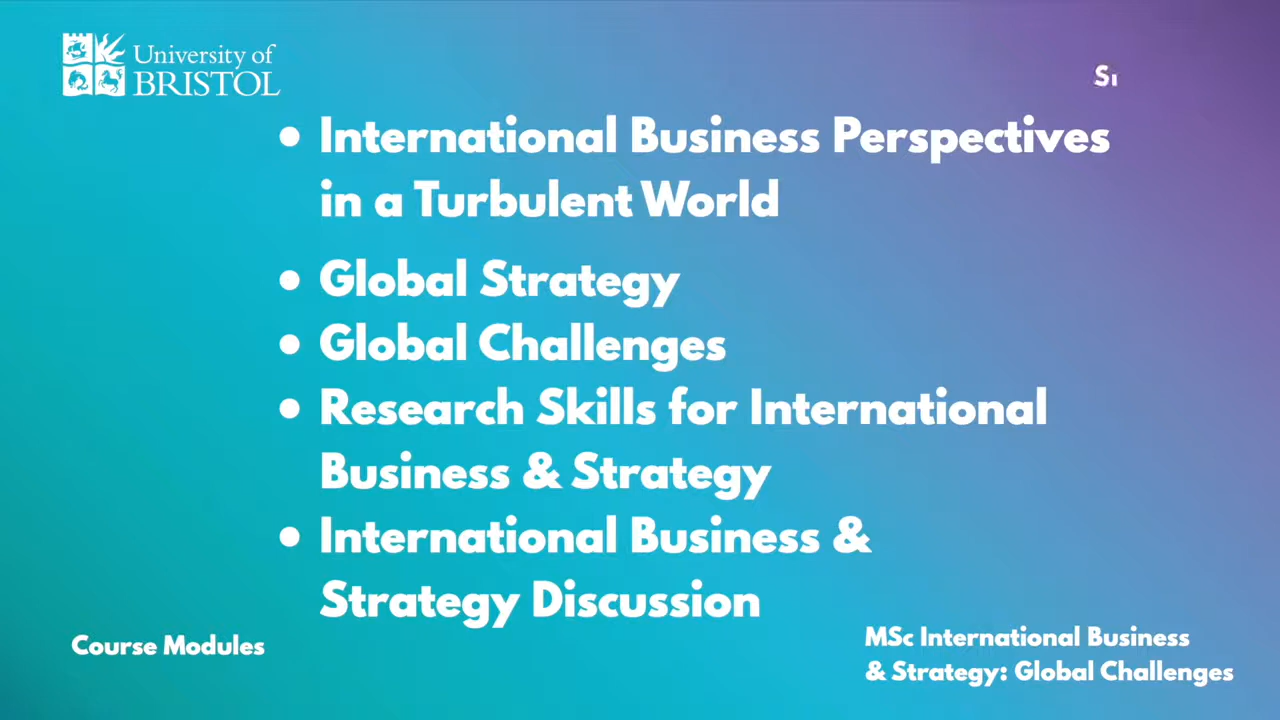 University of
BRISTOL
• International Business Perspectives
in a Turbulent World
• Global Strategy
• Global Challenges
• Research Skills for International
Business & Strategy
• International Business &
Strategy Discussion
Course Modules
MSc International Business
& Strategy: Global Challenges